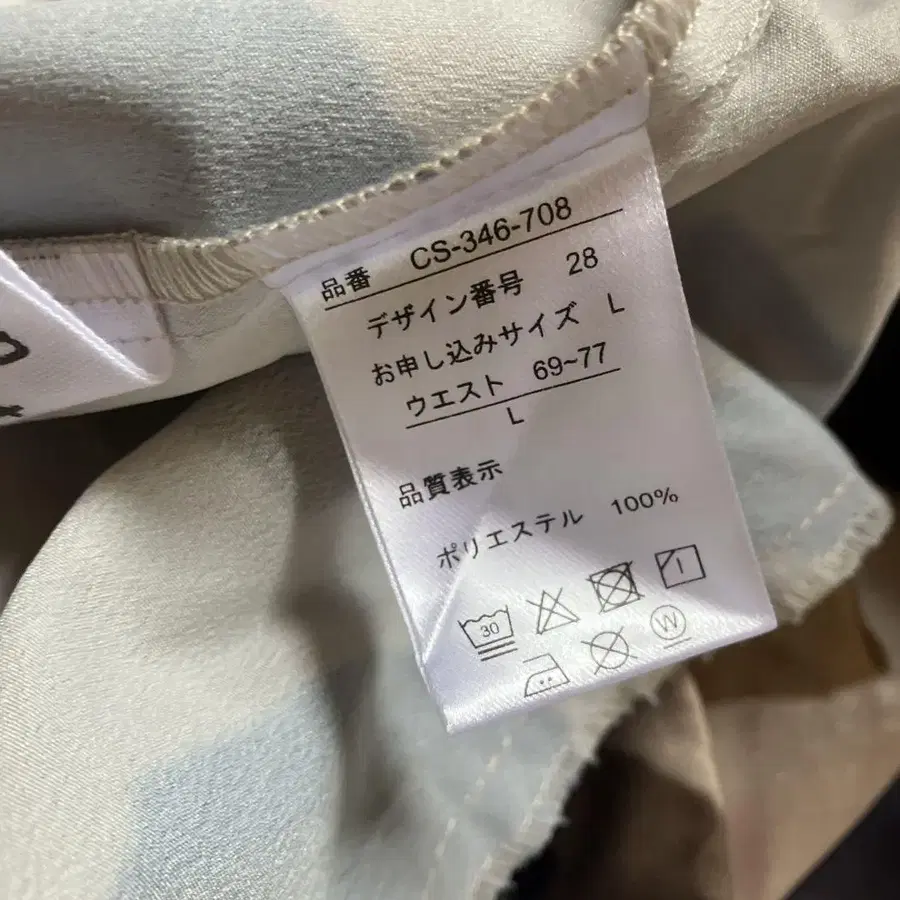 品番 CS-346-708
デザイン番号 28
お申し込みサイズ L
ウエスト 69~77
L
品質表示
ポリエステル 100%
30
W